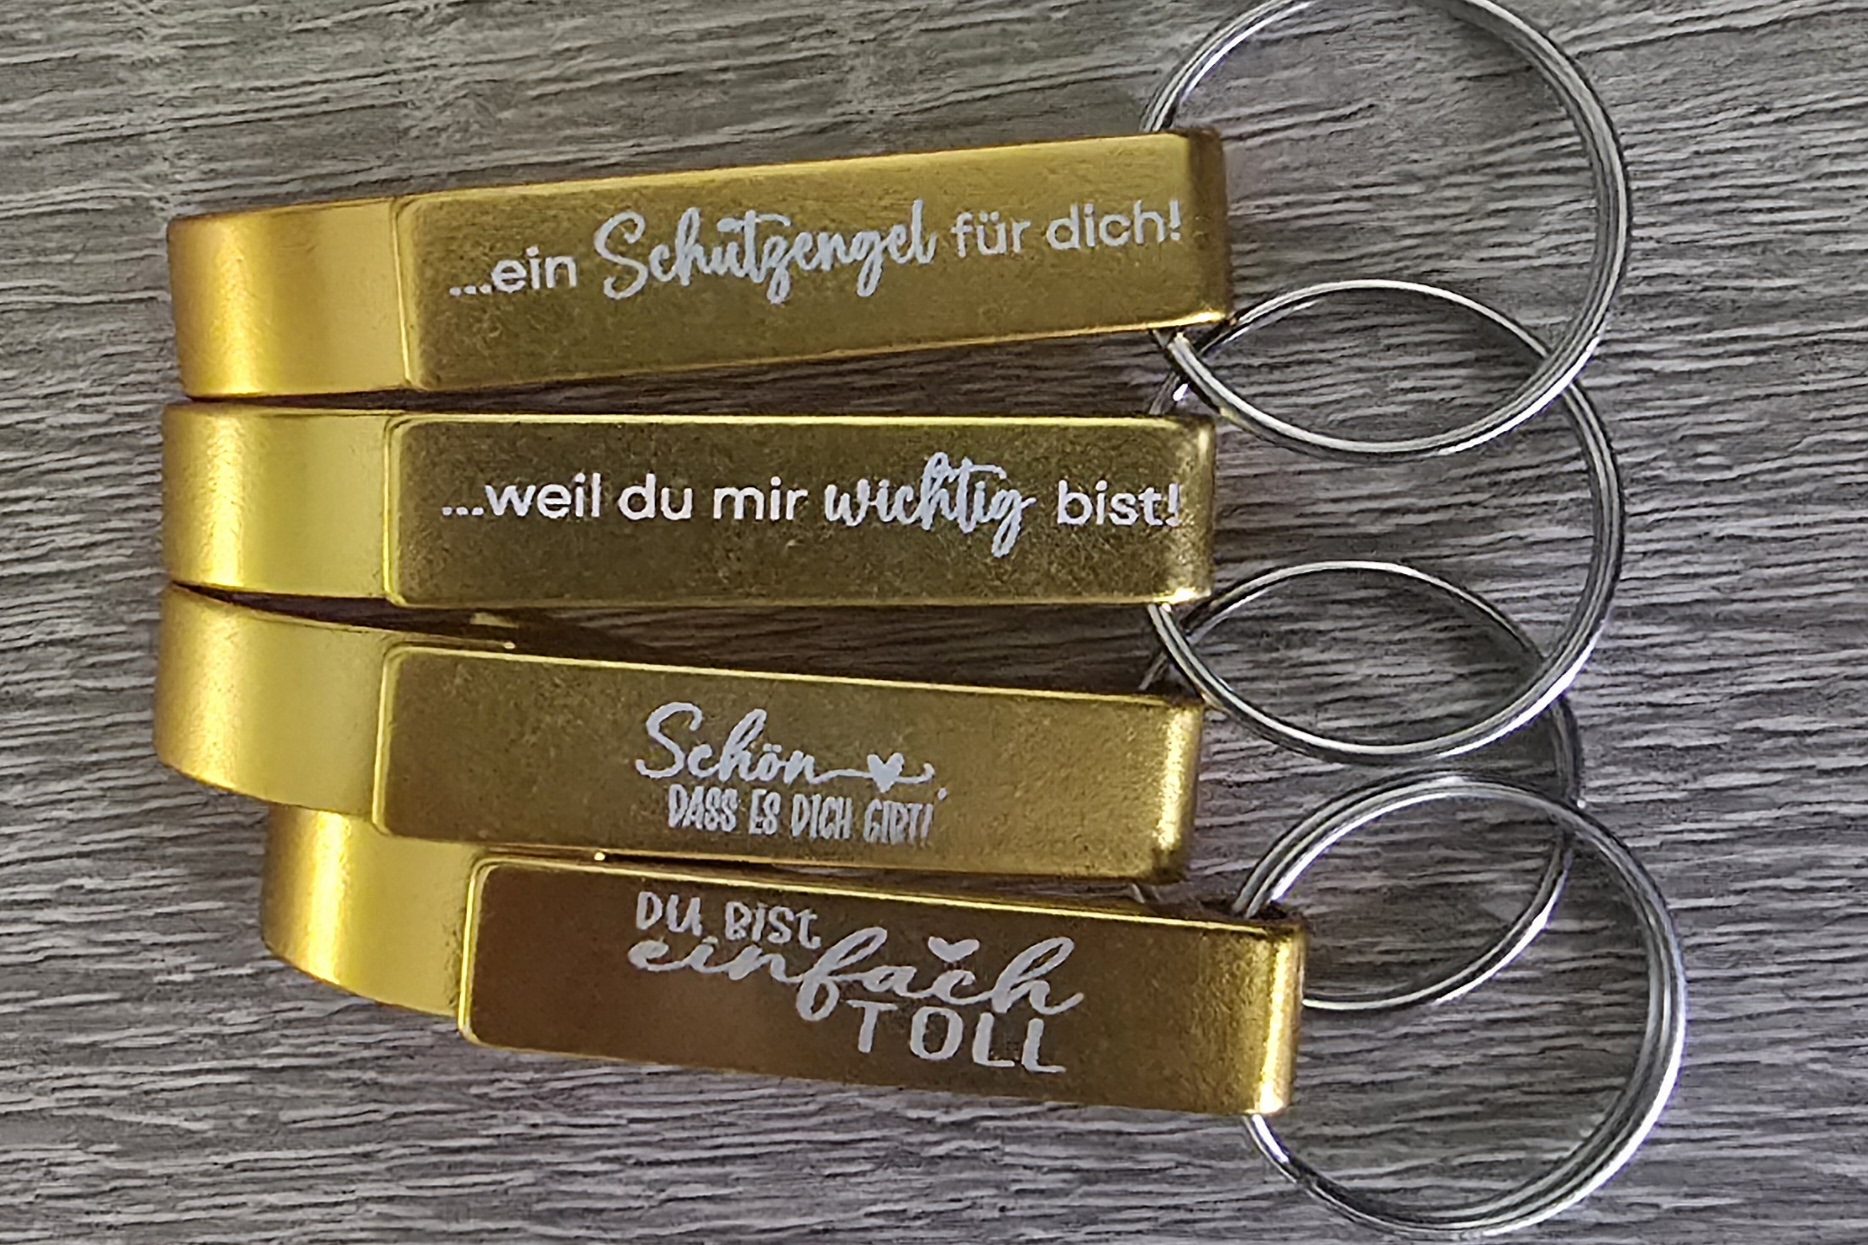 ...ein Schutzengel für dich!
...weil du mir wichtig bist!
Schön,
DASS ES DICH GIBT!
DU BIST
einfach
TOLL